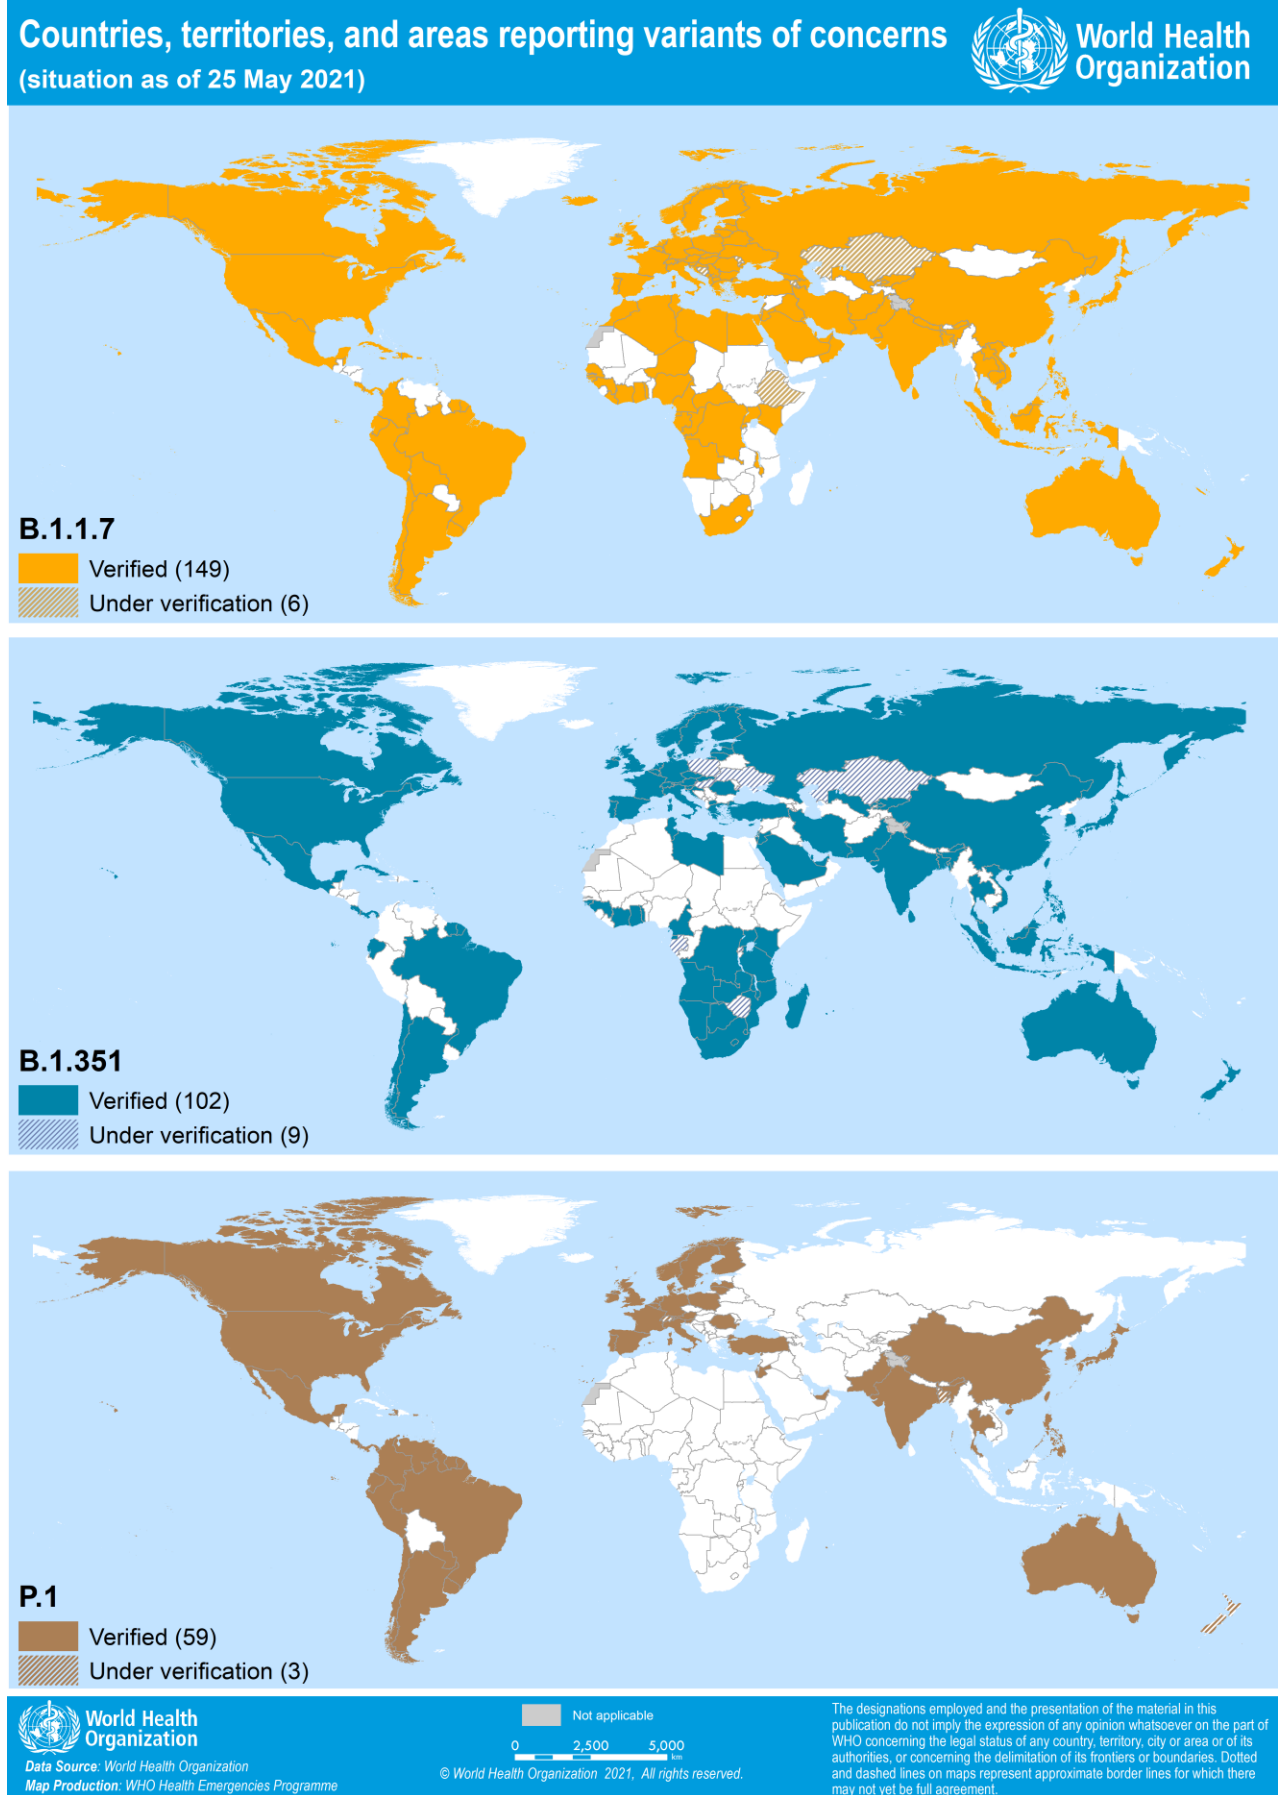 Countries, territories, and areas reporting variants of concerns
(situation as of 25 May 2021)
World Health
Organization
B.1.1.7
Verified (149)
Under verification (6)
B.1.351
Verified (102)
Under verification (9)
P.1
Verified (59)
Under verification (3)
World Health
Organization
Data Source: World Health Organization
Map Production: WHO Health Emergencies Programme
Not applicable
0 2,500 5,000
km
© World Health Organization 2021, All rights reserved.
The designations employed and the presentation of the material in this
publication do not imply the expression of any opinion whatsoever on the part of
WHO concerning the legal status of any country, territory, city or area or of its
authorities, or concerning the delimitation of its frontiers or boundaries. Dotted
and dashed lines on maps represent approximate border lines for which there
may not yet be full agreement.